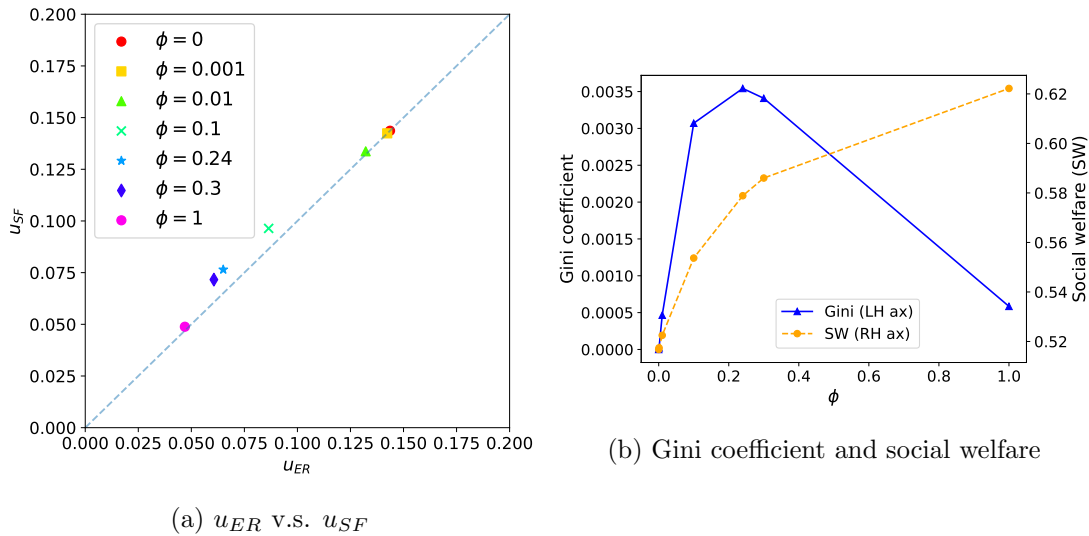 0.200
0.175
0.150
0.125
0.100
0.075
0.050
0.025
0.000
u_SF
ϕ = 0
ϕ = 0.001
ϕ = 0.01
ϕ = 0.1
ϕ = 0.24
ϕ = 0.3
ϕ = 1
0.000 0.025 0.050 0.075 0.100 0.125 0.150 0.175 0.200
u_ER
(a) u_ER v.s. u_SF
0.0035
0.0030
0.0025
0.0020
0.0015
0.0010
0.0005
0.0000
Gini coefficient
Gini (LH ax)
SW (RH ax)
0.62
0.60
0.58
0.56
0.54
0.52
Social welfare (SW)
0.0 0.2 0.4 0.6 0.8 1.0
ϕ
(b) Gini coefficient and social welfare